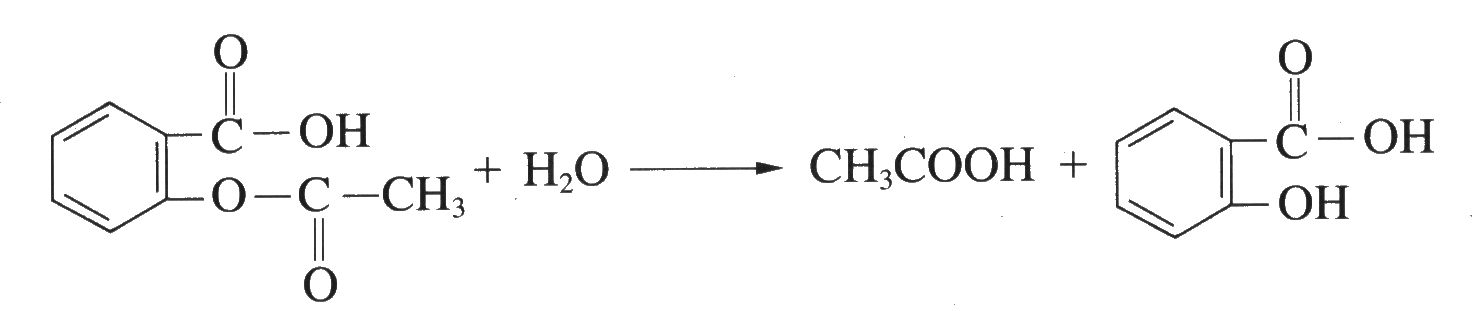 O
C—OH
O—C—CH₃
O
+ H₂O ⟶ CH₃COOH +
O
C—OH
OH